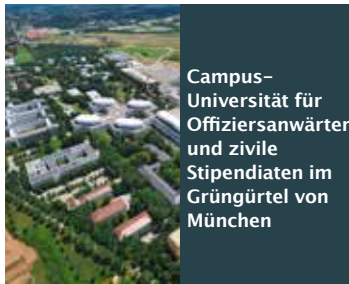 Campus–
Universität für
Offiziersanwärter
und zivile
Stipendiaten im
Grüngürtel von
München